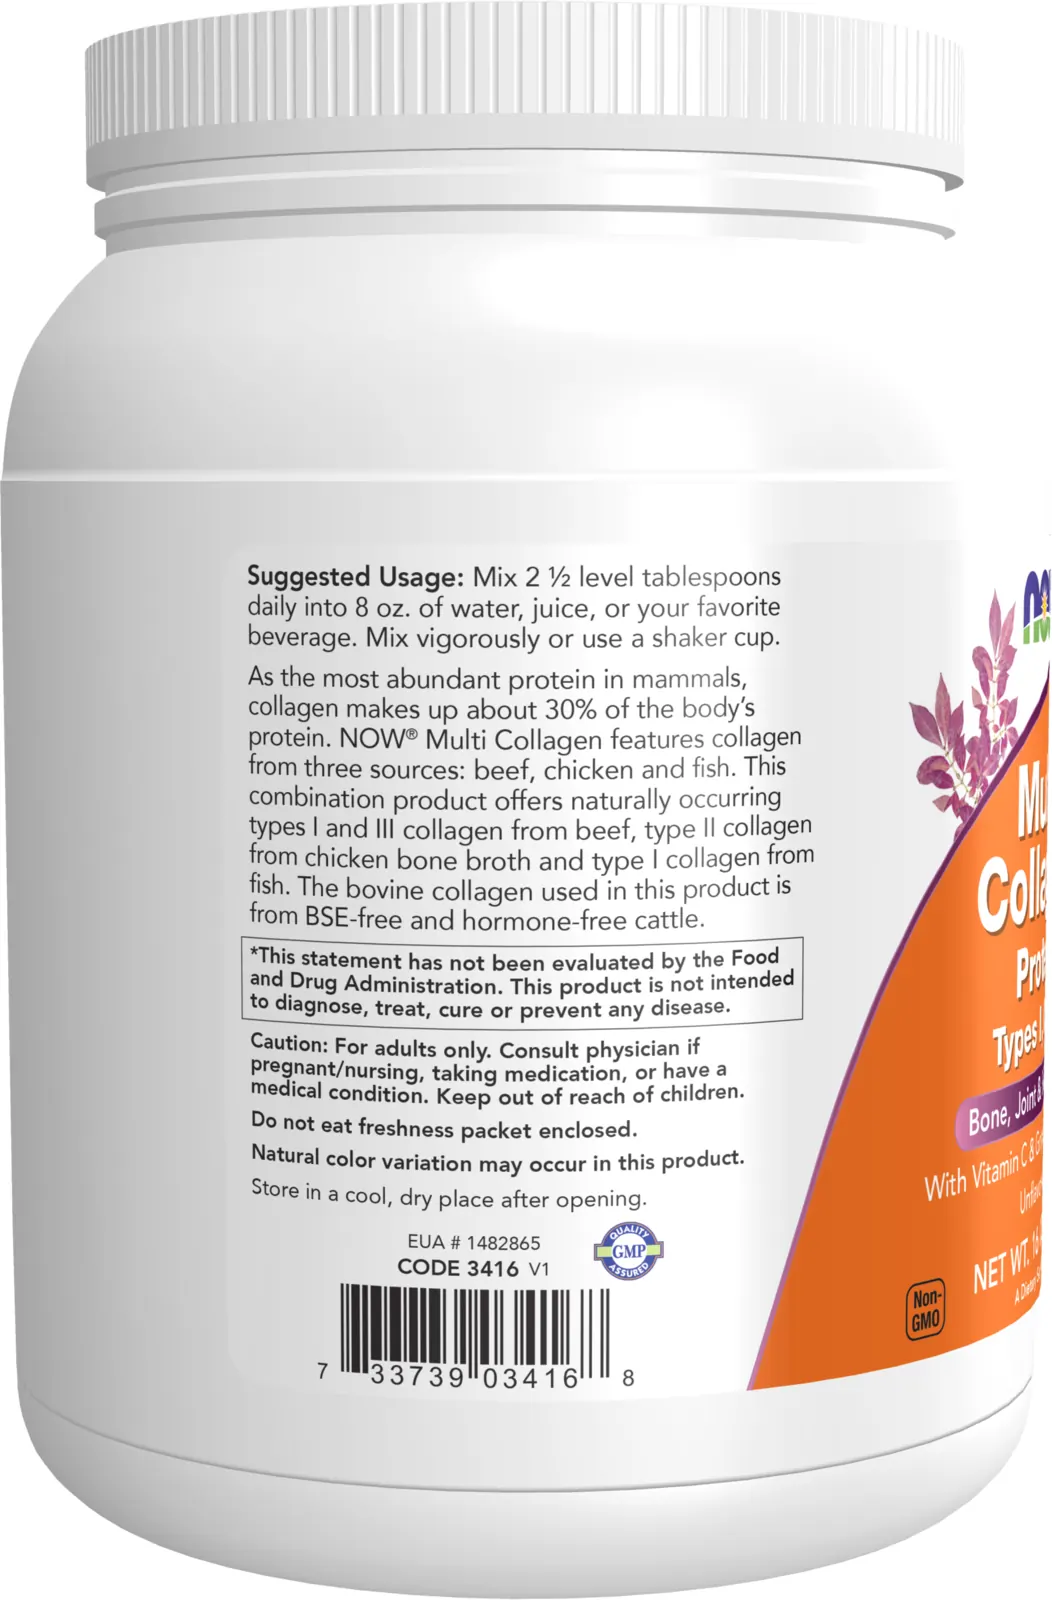 Suggested Usage: Mix 2 ½ level tablespoons
daily into 8 oz. of water, juice, or your favorite
beverage. Mix vigorously or use a shaker cup.
As the most abundant protein in mammals,
collagen makes up about 30% of the body's
protein. NOW® Multi Collagen features collagen
from three sources: beef, chicken and fish. This
combination product offers naturally occurring
types I and III collagen from beef, type II collagen
from chicken bone broth and type I collagen from
fish. The bovine collagen used in this product is
from BSE-free and hormone-free cattle.
*This statement has not been evaluated by the Food
and Drug Administration. This product is not intended
to diagnose, treat, cure or prevent any disease.
Caution: For adults only. Consult physician if
pregnant/nursing, taking medication, or have a
medical condition. Keep out of reach of children.
Do not eat freshness packet enclosed.
Natural color variation may occur in this product.
Store in a cool, dry place after opening.
EUA # 1482865
CODE 3416 V1
QUALITY
GMP
ASSURED
7 33739 03416 8
Types I,
Bone, Joint &
With Vitamin C &
NET WT. 16
Non-
GMO